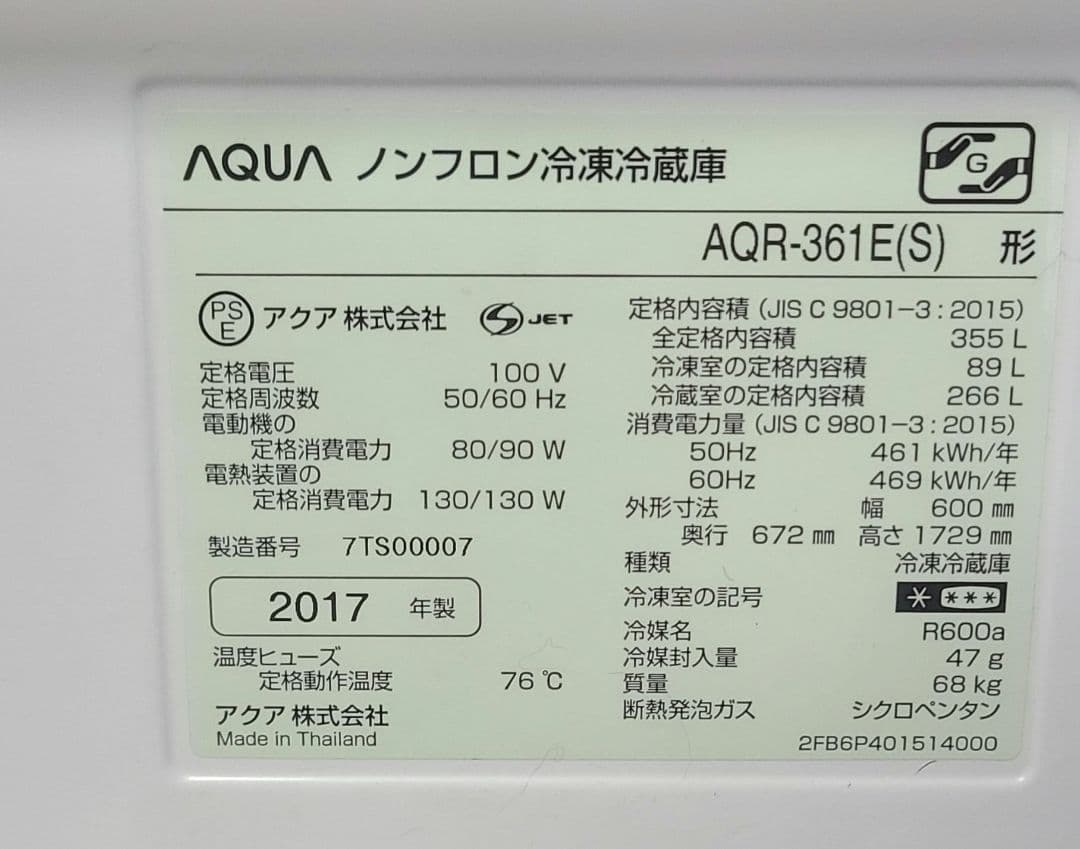 AQUA ノンフロン冷凍冷蔵庫
G
AQR-361E(S) 形
PS E アクア 株式会社 S JET
定格電圧 100 V
定格周波数 50/60 Hz
電動機の
定格消費電力 80/90 W
電熱装置の
定格消費電力 130/130 W
製造番号 7TS00007
2017 年製
温度ヒューズ
定格動作温度 76 ℃
アクア 株式会社
Made in Thailand
定格内容積 (JIS C 9801-3:2015)
全定格内容積 355 L
冷凍室の定格内容積 89 L
冷蔵室の定格内容積 266 L
消費電力量 (JIS C 9801-3:2015)
50Hz 461 kWh/年
60Hz 469 kWh/年
外形寸法 幅 600 ㎜
奥行 672 ㎜ 高さ 1729 ㎜
種類 冷凍冷蔵庫
冷凍室の記号 * ***
冷媒名 R600a
冷媒封入量 47 g
質量 68 kg
断熱発泡ガス シクロペンタン
2FB6P401514000